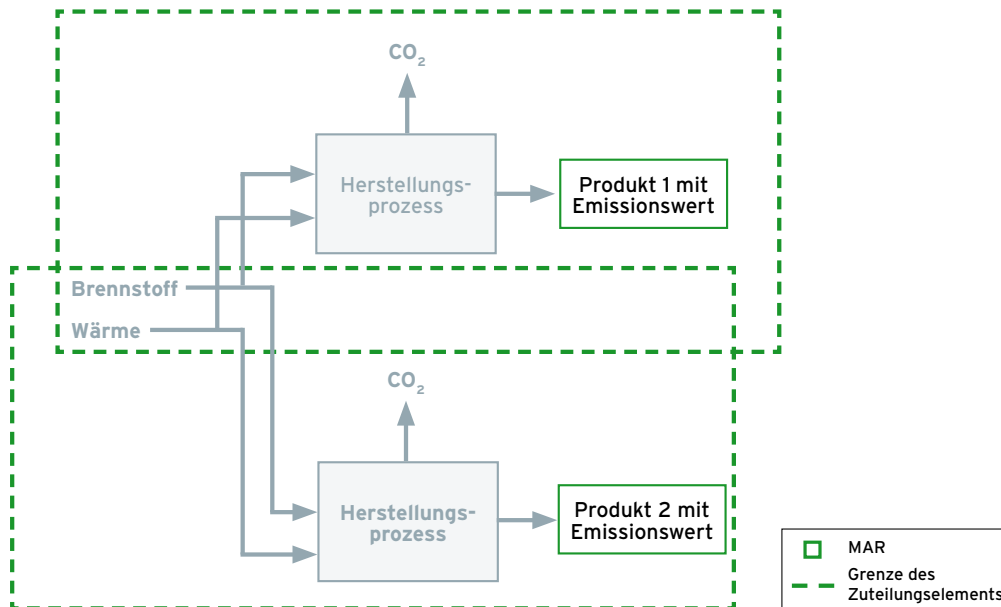 CO₂
Herstellungs-
prozess
Produkt 1 mit
Emissionswert
Brennstoff
Wärme
CO₂
Herstellungs-
prozess
Produkt 2 mit
Emissionswert
MAR
Grenze des
Zuteilungselements